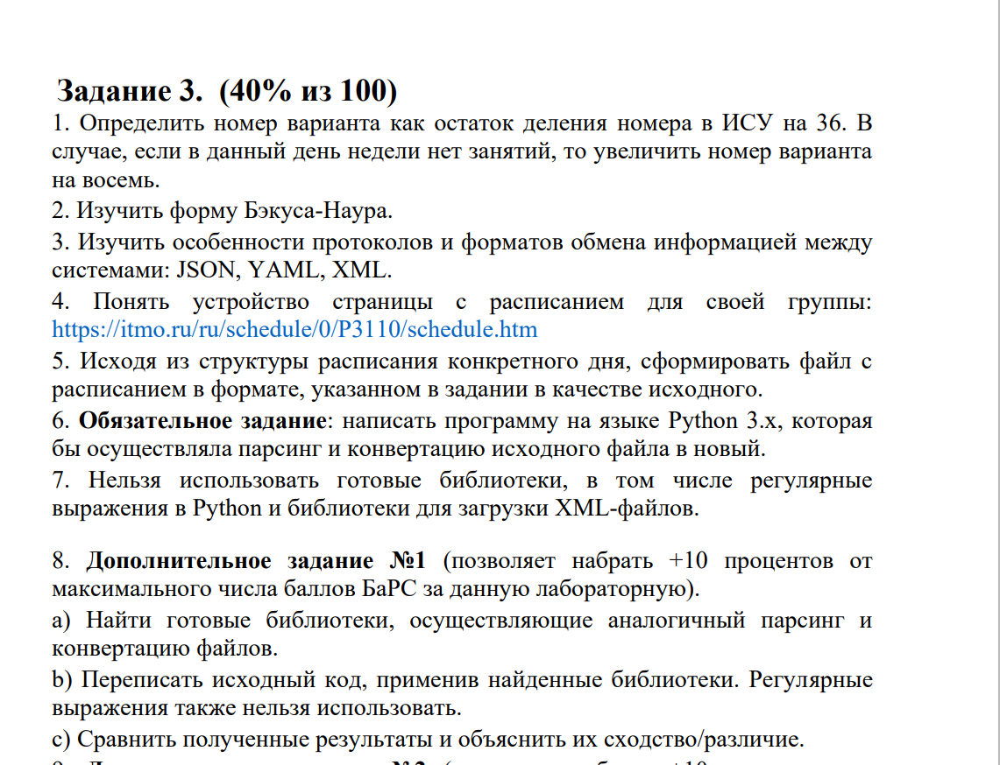 Задание 3. (40% из 100)
1. Определить номер варианта как остаток деления номера в ИСУ на 36. В
случае, если в данный день недели нет занятий, то увеличить номер варианта
на восемь.
2. Изучить форму Бэкуса-Наура.
3. Изучить особенности протоколов и форматов обмена информацией между
системами: JSON, YAML, XML.
4. Понять устройство страницы с расписанием для своей группы:
https://itmo.ru/ru/schedule/0/P3110/schedule.htm
5. Исходя из структуры расписания конкретного дня, сформировать файл с
расписанием в формате, указанном в задании в качестве исходного.
6. Обязательное задание: написать программу на языке Python 3.x, которая
бы осуществляла парсинг и конвертацию исходного файла в новый.
7. Нельзя использовать готовые библиотеки, в том числе регулярные
выражения в Python и библиотеки для загрузки XML-файлов.
8. Дополнительное задание №1 (позволяет набрать +10 процентов от
максимального числа баллов БаРС за данную лабораторную).
a) Найти готовые библиотеки, осуществляющие аналогичный парсинг и
конвертацию файлов.
b) Переписать исходный код, применив найденные библиотеки. Регулярные
выражения также нельзя использовать.
c) Сравнить полученные результаты и объяснить их сходство/различие.